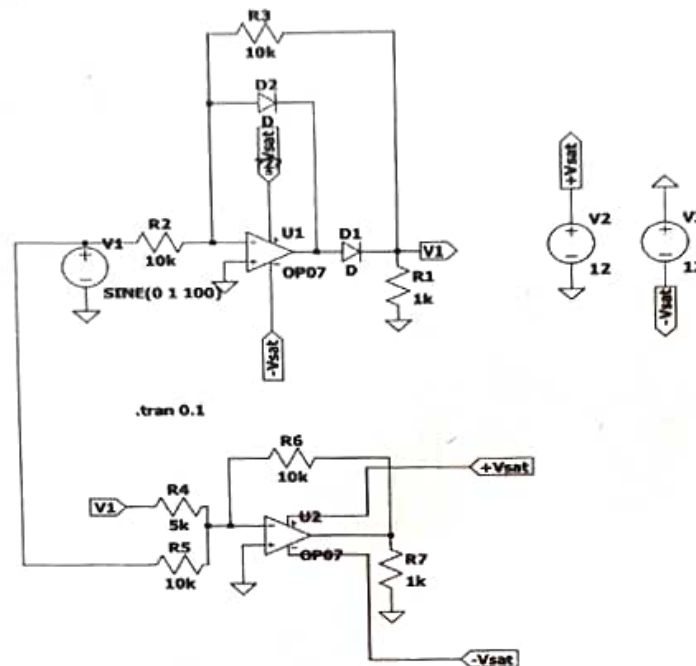 R3
10k
D2
D
R2
10k
V1
SINE(0 1 100)
U1
OP07
D1
D
V1
R1
1k
-Vsat
+Vsat
V2
12
-Vsat
.tran 0.1
R6
10k
+Vsat
V1
R4
5k
R5
10k
U2
OP07
R7
1k
-Vsat